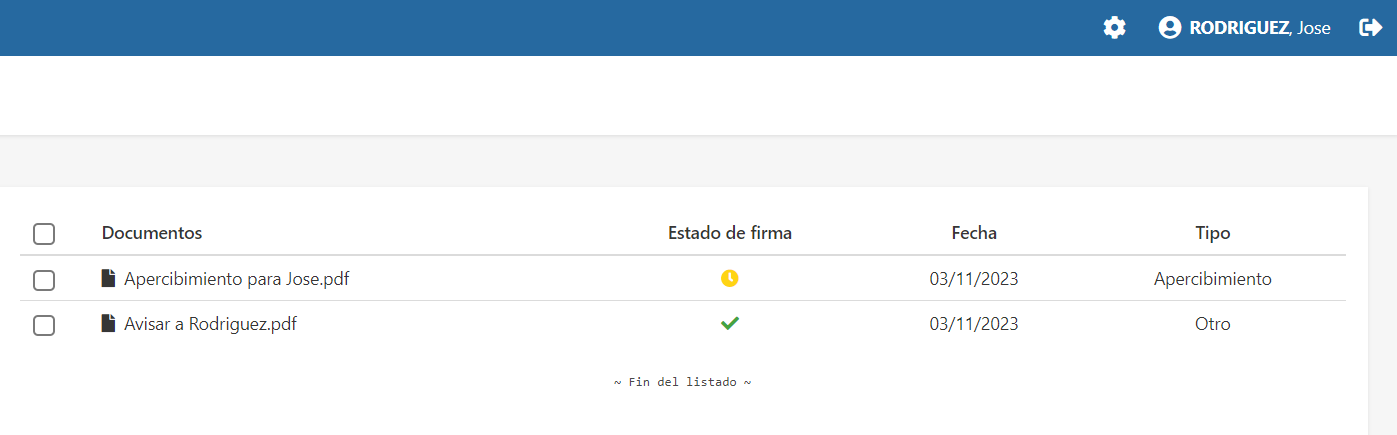 RODRIGUEZ, Jose
Documentos Estado de firma Fecha Tipo
Apercibimiento para Jose.pdf 03/11/2023 Apercibimiento
Avisar a Rodriguez.pdf 03/11/2023 Otro
~ Fin del listado ~